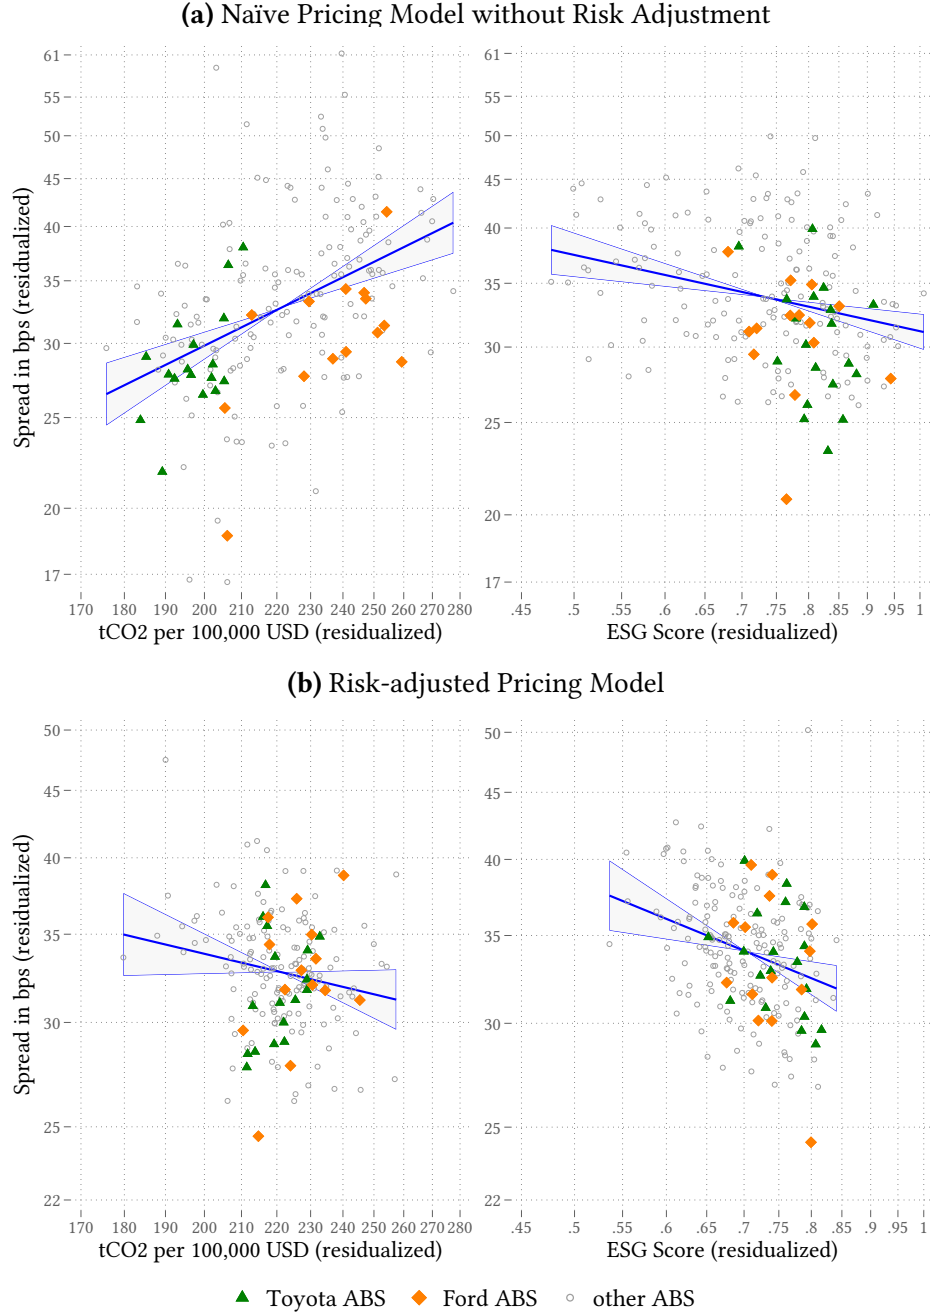 (a) Naïve Pricing Model without Risk Adjustment
Spread in bps (residualized)
61
55
50
45
40
35
30
25
20
17
170 180 190 200 210 220 230 240 250 260 270 280
tCO2 per 100,000 USD (residualized)
61
55
50
45
40
35
30
25
20
17
.45 .5 .55 .6 .65 .7 .75 .8 .85 .9 .95 1
ESG Score (residualized)
(b) Risk-adjusted Pricing Model
Spread in bps (residualized)
50
45
40
35
30
25
22
170 180 190 200 210 220 230 240 250 260 270 280
tCO2 per 100,000 USD (residualized)
50
45
40
35
30
25
22
.45 .5 .55 .6 .65 .7 .75 .8 .85 .9 .95 1
ESG Score (residualized)
Toyota ABS Ford ABS other ABS